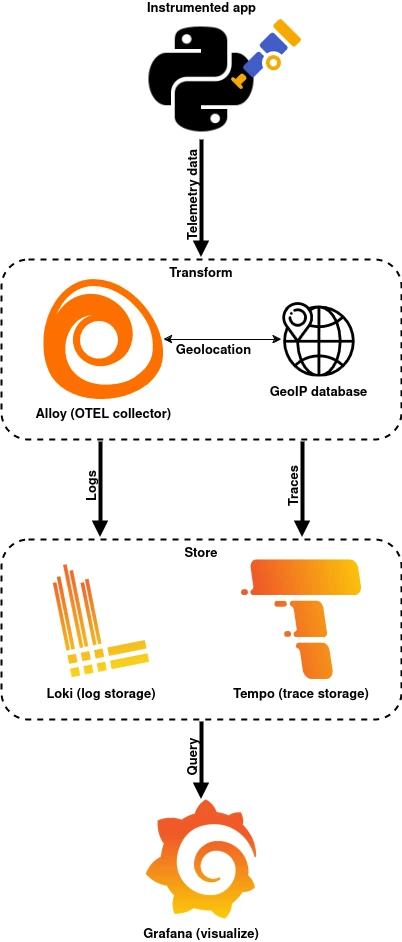 Instrumented app
Telemetry data
Transform
Geolocation
GeoIP database
Alloy (OTEL collector)
Logs
Traces
Store
Loki (log storage)
Tempo (trace storage)
Query
Grafana (visualize)